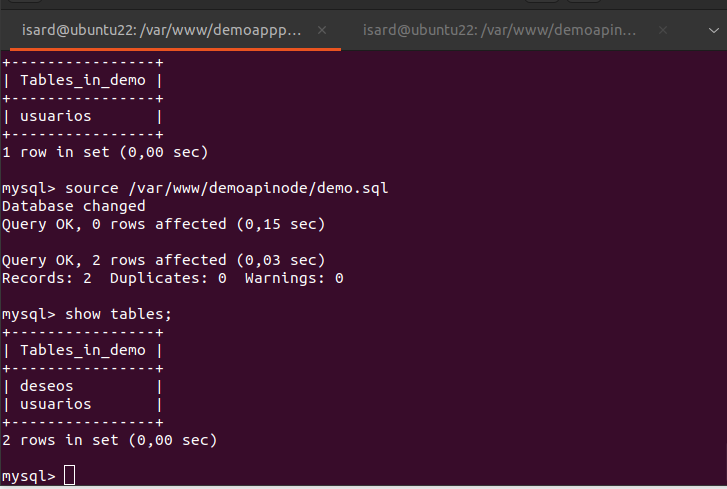 isard@ubuntu22: /var/www/demoappp... ×
isard@ubuntu22: /var/www/demoapin... ×
+----------------+
| Tables_in_demo |
+----------------+
| usuarios       |
+----------------+
1 row in set (0,00 sec)

mysql> source /var/www/demoapinode/demo.sql
Database changed
Query OK, 0 rows affected (0,15 sec)

Query OK, 2 rows affected (0,03 sec)
Records: 2  Duplicates: 0  Warnings: 0

mysql> show tables;
+----------------+
| Tables_in_demo |
+----------------+
| deseos         |
| usuarios       |
+----------------+
2 rows in set (0,00 sec)

mysql>